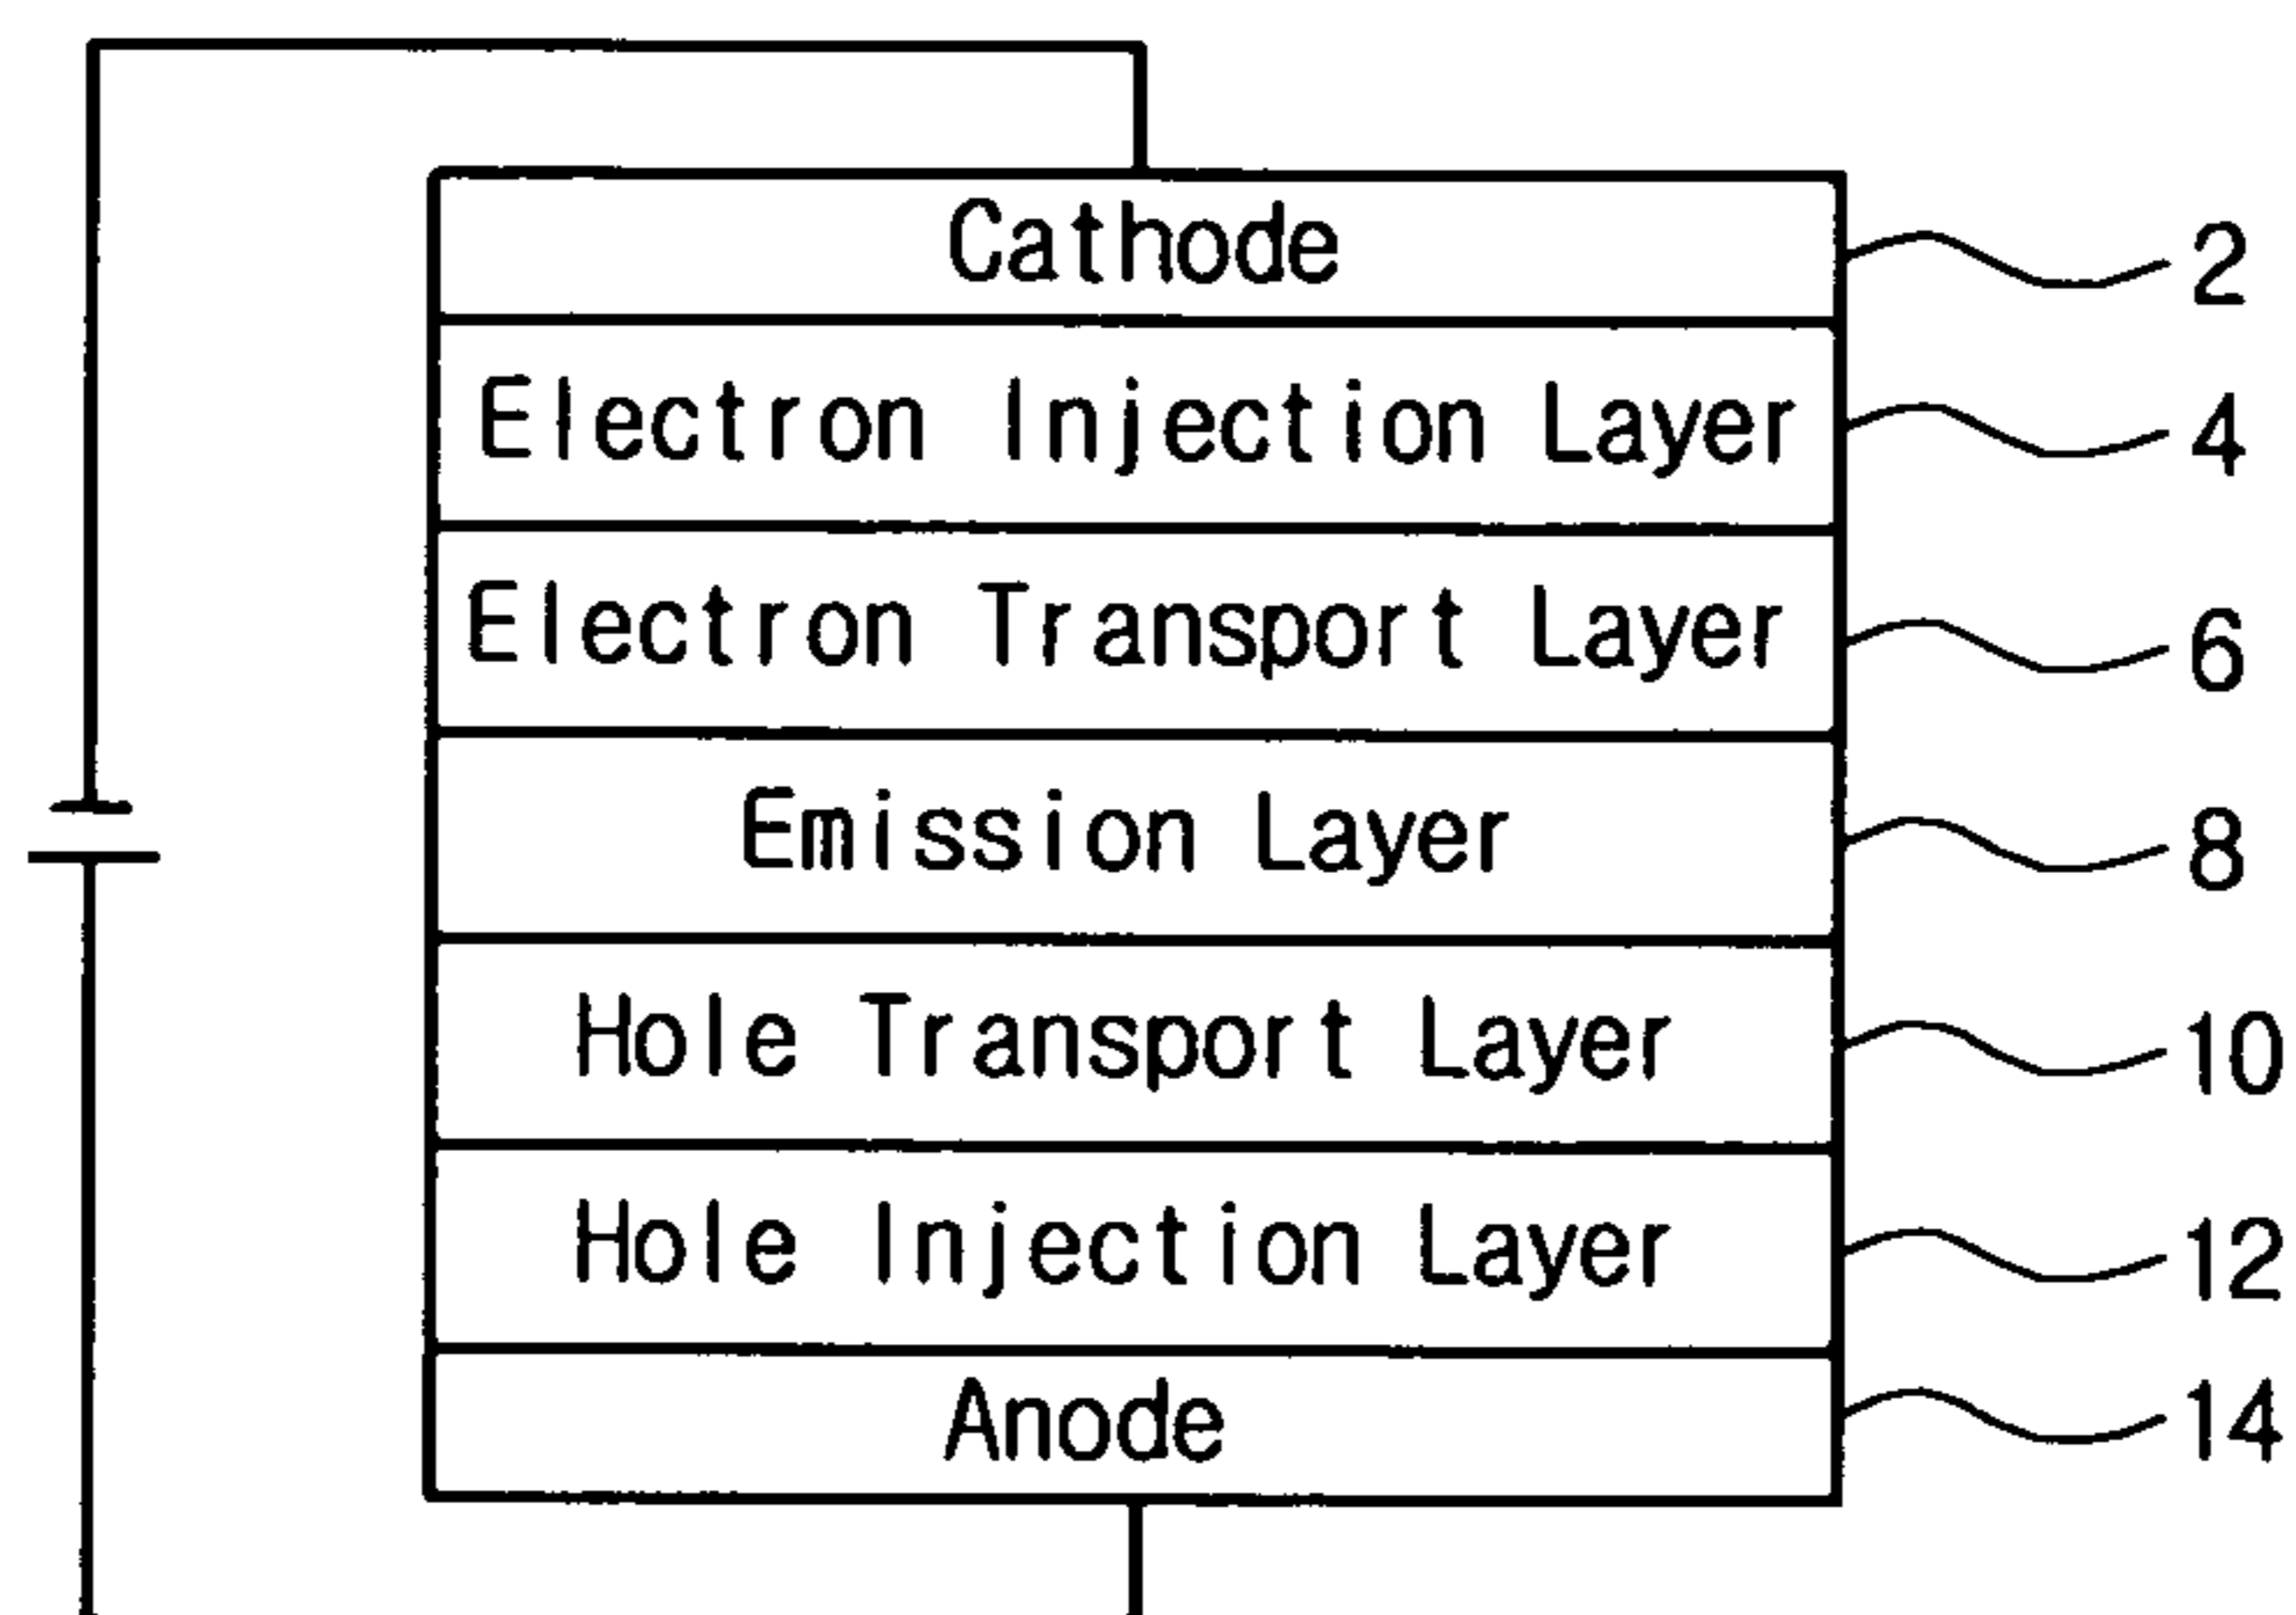 Cathode 2
Electron Injection Layer 4
Electron Transport Layer 6
Emission Layer 8
Hole Transport Layer 10
Hole Injection Layer 12
Anode 14